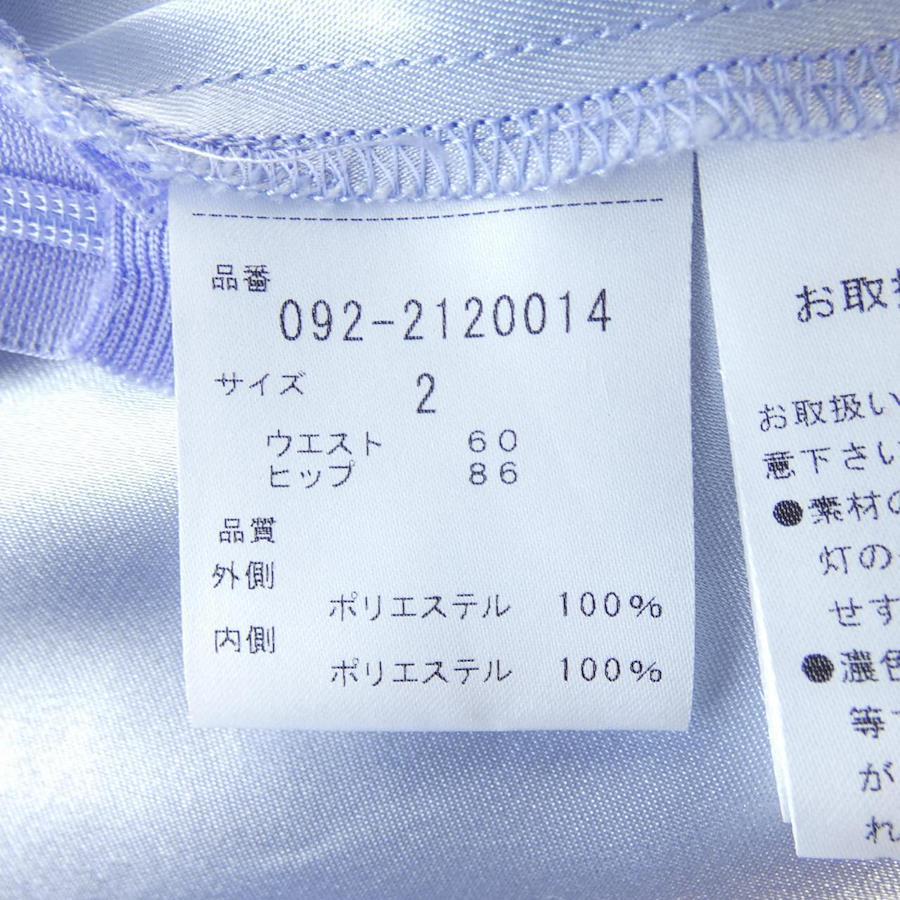 品番
092-2120014
サイズ 2
ウエスト 60
ヒップ 86
品質
外側
ポリエステル 100%
内側
ポリエステル 100%
お取扱
お取扱い
意下さい
●素材の
灯の
せず
●濃色
等で
が
れ